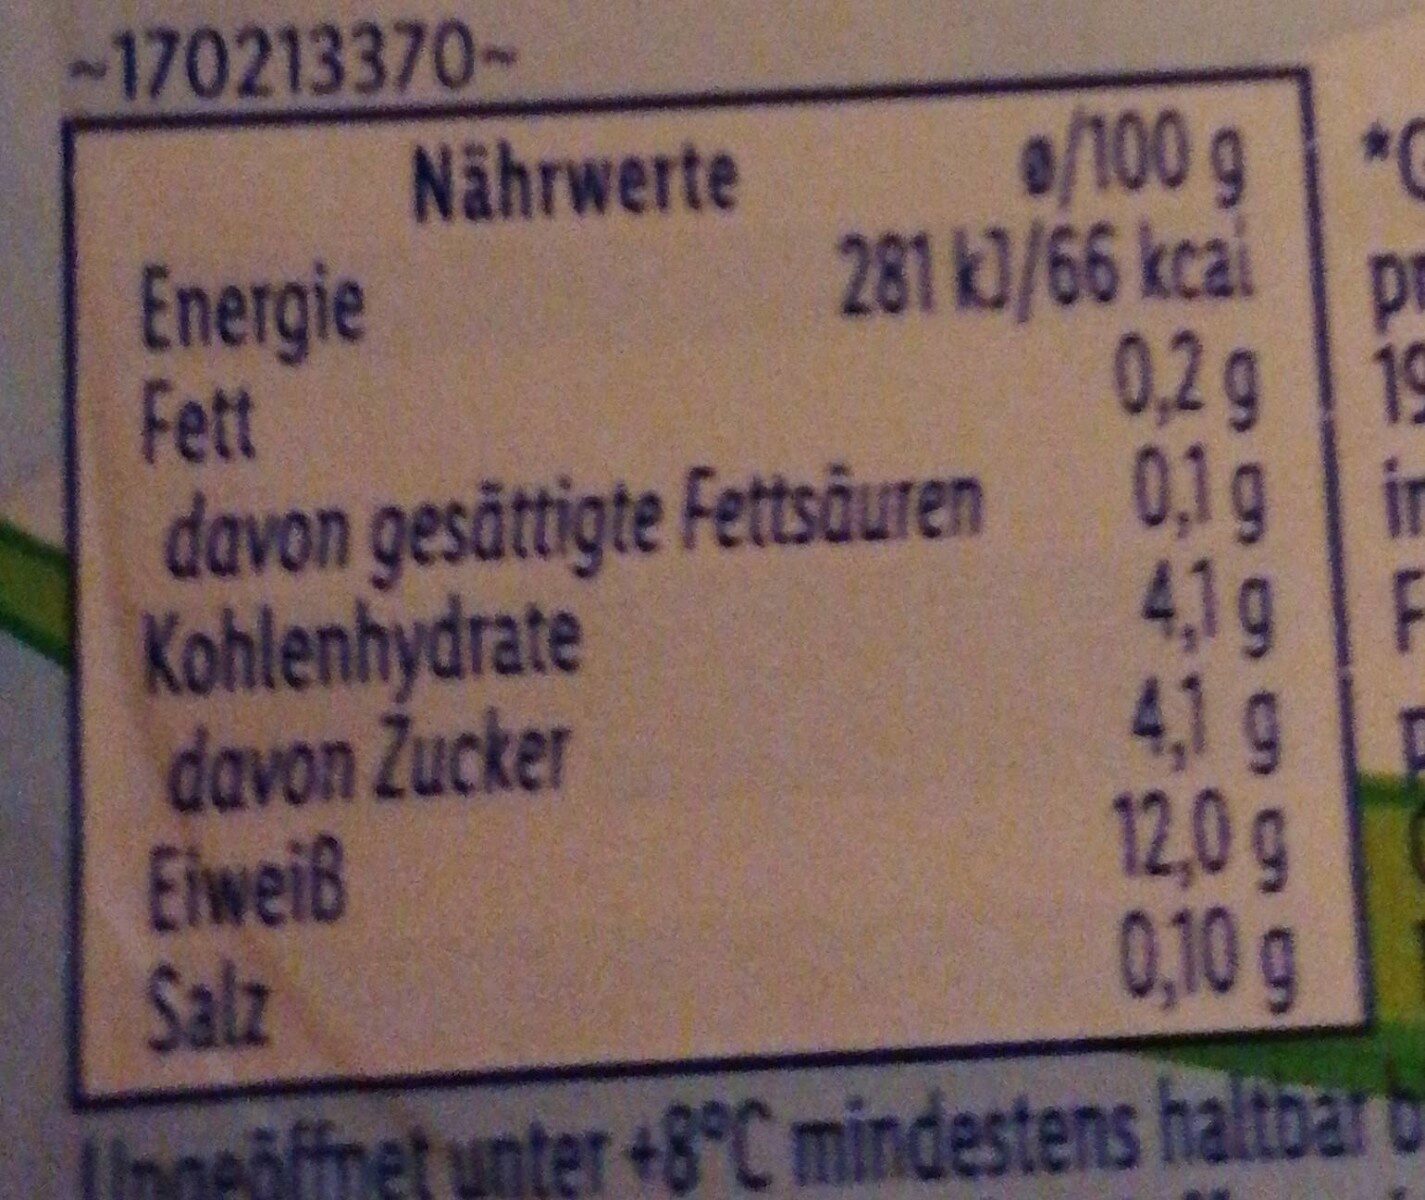 ~170213370~
Nährwerte ø/100 g
Energie 281 kJ/66 kcal
Fett 0,2 g
davon gesättigte Fettsäuren 0,1 g
Kohlenhydrate 4,1 g
davon Zucker 4,1 g
Eiweiß 12,0 g
Salz 0,10 g
Ungeöffnet unter +8°C mindestens haltbar